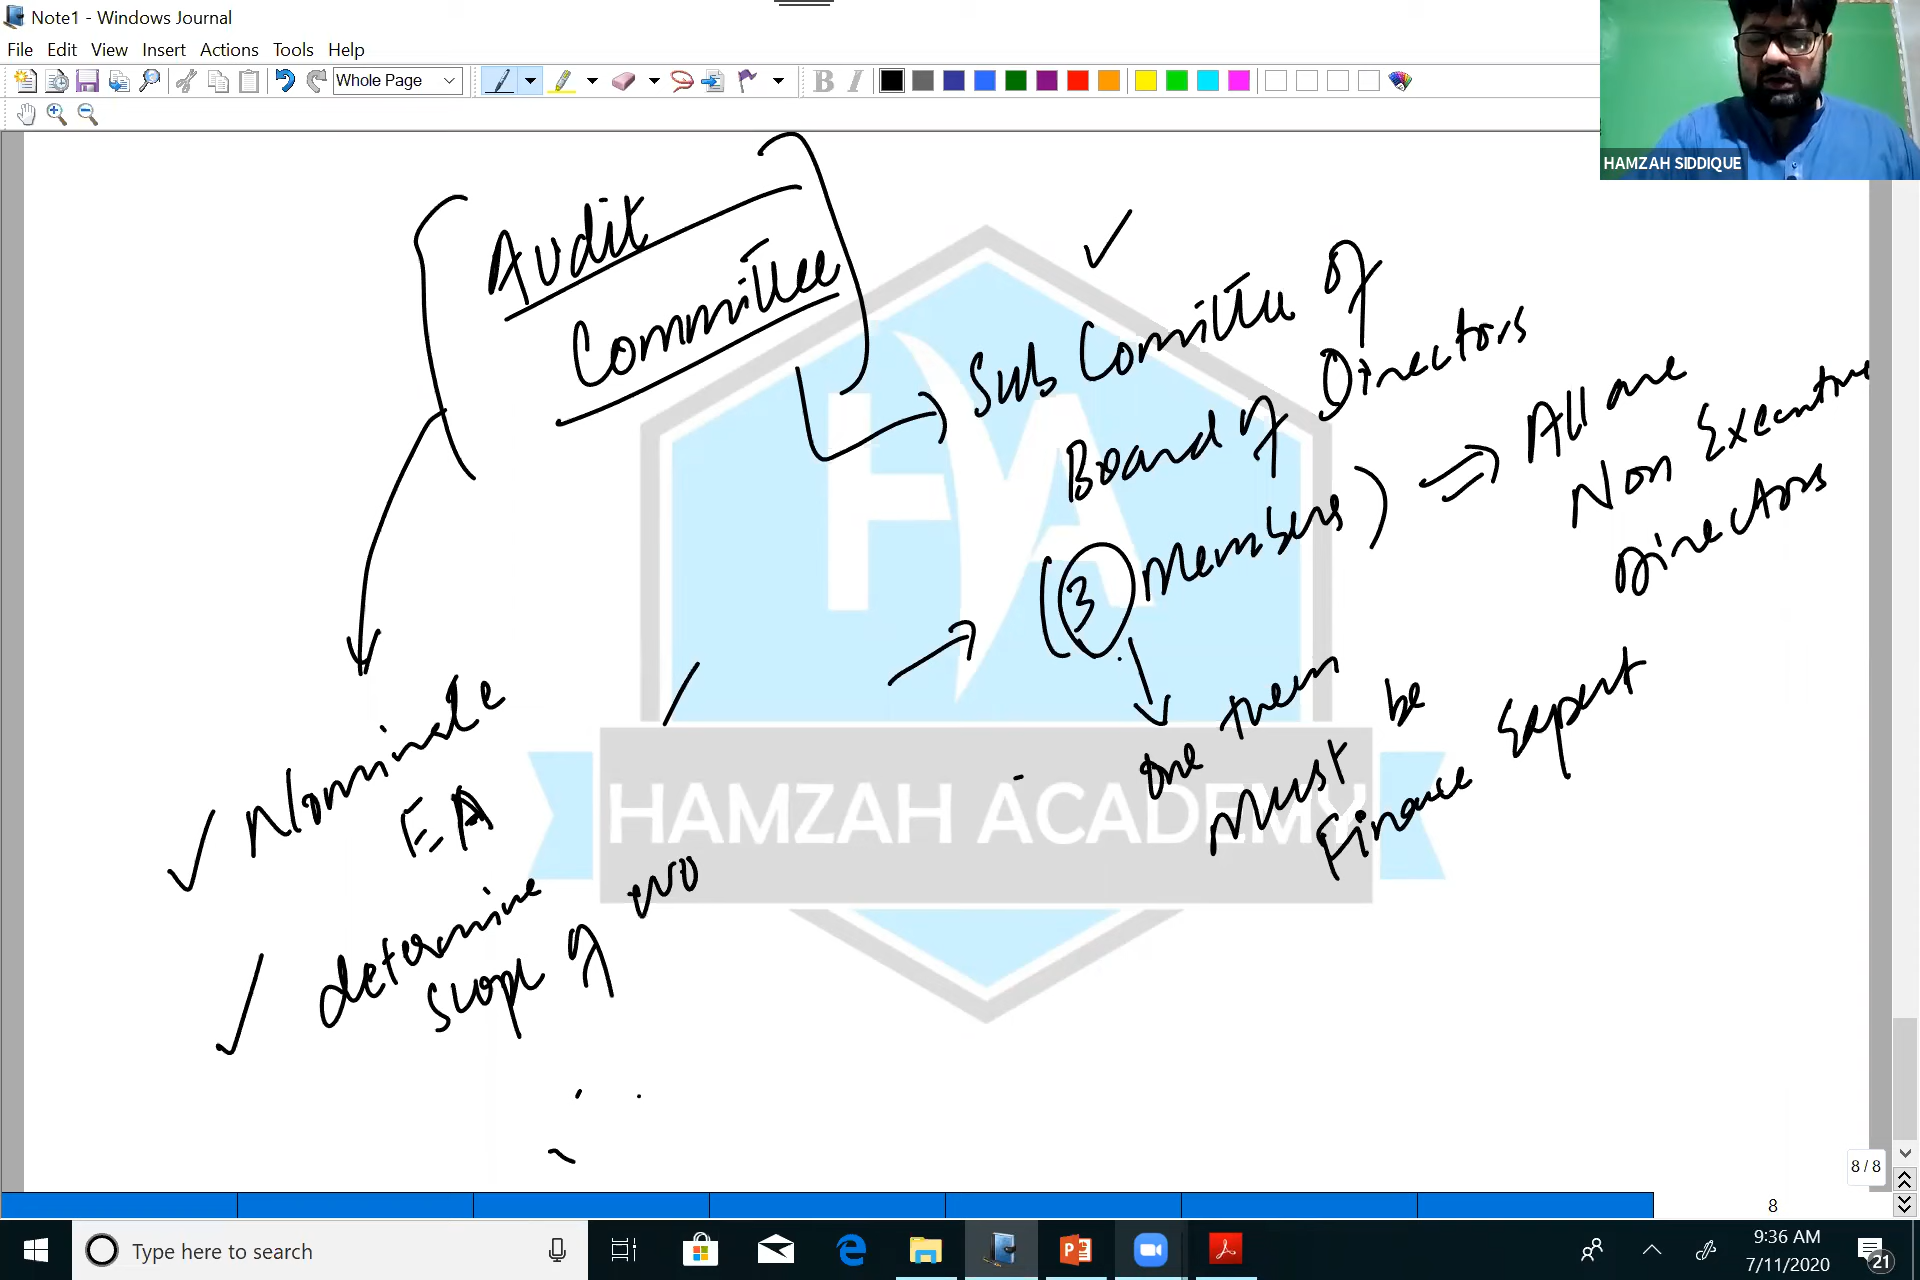 Note1 - Windows Journal
File Edit View Insert Actions Tools Help
Whole Page
B I
HAMZAH SIDDIQUE
Audit
Committee
Sub Comittee of
Board of Directors
(3 Members) ⇒ All are
Non Executive
Directors
one them
Must be
Finance Expert
Nominate
EA
determine
scope of wo
HAMZAH ACADEMY
8 / 8
8
Type here to search
9:36 AM
7/11/2020
21